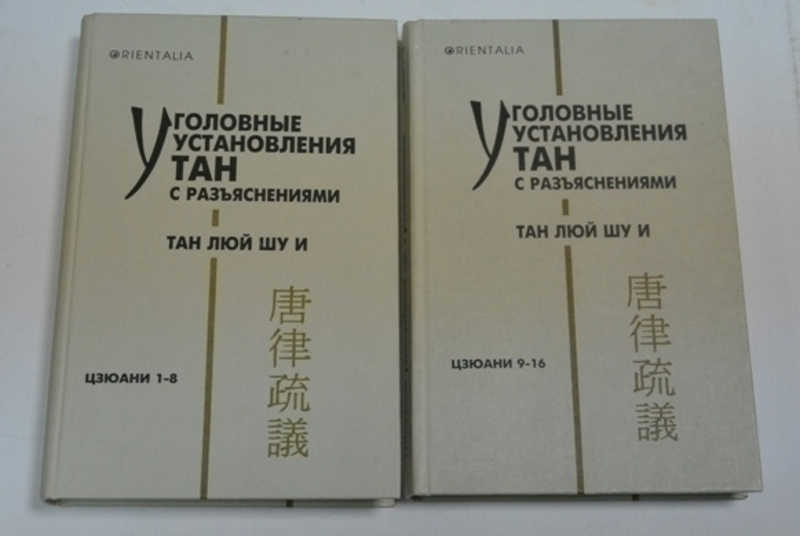 ORIENTALIA
УГОЛОВНЫЕ
УСТАНОВЛЕНИЯ
ТАН
С РАЗЪЯСНЕНИЯМИ
ТАН ЛЮЙ ШУ И
唐律疏議
ЦЗЮАНИ 1-8
ORIENTALIA
УГОЛОВНЫЕ
УСТАНОВЛЕНИЯ
ТАН
С РАЗЪЯСНЕНИЯМИ
ТАН ЛЮЙ ШУ И
唐律疏議
ЦЗЮАНИ 9-16